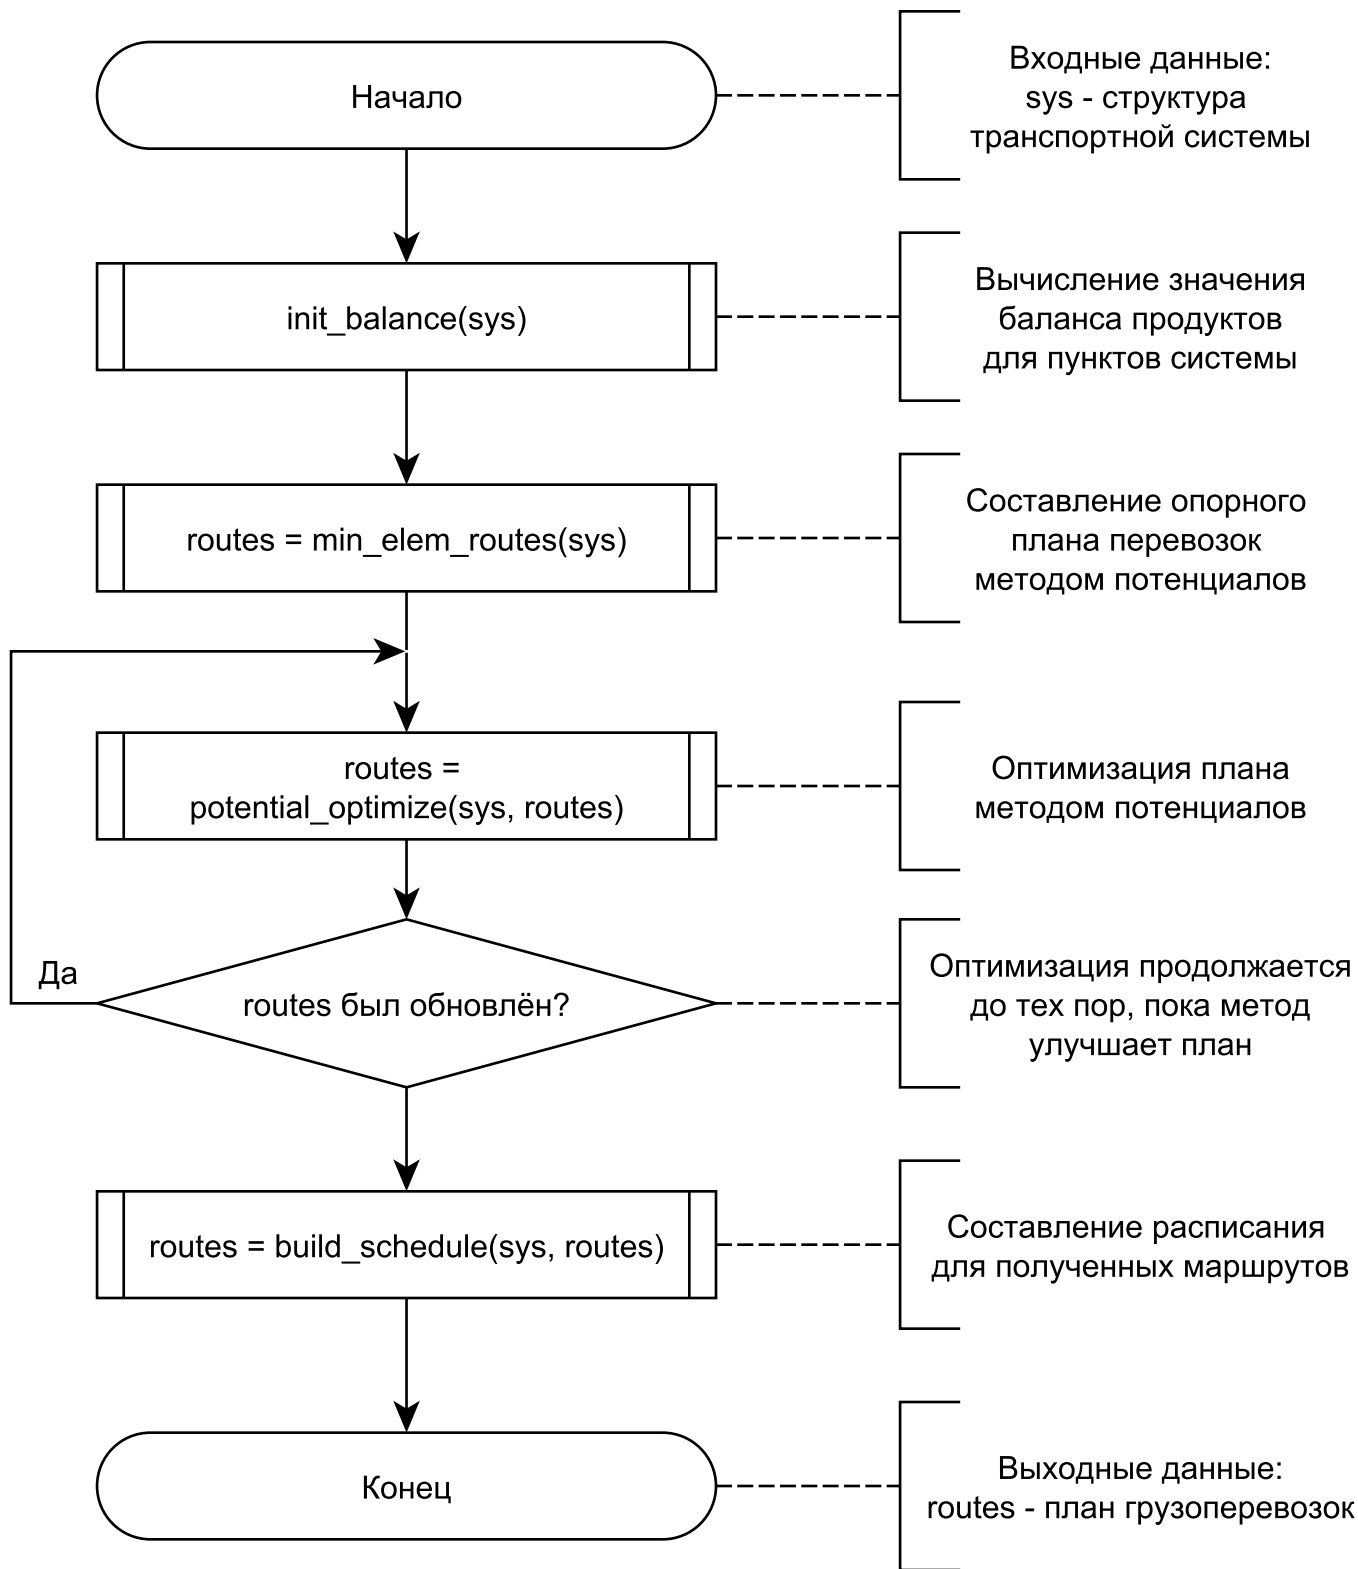 Начало
Входные данные:
sys - структура
транспортной системы
init_balance(sys)
Вычисление значения
баланса продуктов
для пунктов системы
routes = min_elem_routes(sys)
Составление опорного
плана перевозок
методом потенциалов
routes =
potential_optimize(sys, routes)
Оптимизация плана
методом потенциалов
Да
routes был обновлён?
Оптимизация продолжается
до тех пор, пока метод
улучшает план
routes = build_schedule(sys, routes)
Составление расписания
для полученных маршрутов
Конец
Выходные данные:
routes - план грузоперевозок